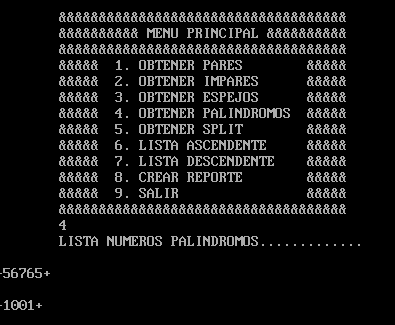 &&&&&&&&&&&&&&&&&&&&&&&&&&&&&&&&&&&&
&&&&&&&&&& MENU PRINCIPAL &&&&&&&&&&
&&&&&&&&&&&&&&&&&&&&&&&&&&&&&&&&&&&&
&&&&&  1. OBTENER PARES        &&&&&
&&&&&  2. OBTENER IMPARES      &&&&&
&&&&&  3. OBTENER ESPEJOS      &&&&&
&&&&&  4. OBTENER PALINDROMOS  &&&&&
&&&&&  5. OBTENER SPLIT        &&&&&
&&&&&  6. LISTA ASCENDENTE     &&&&&
&&&&&  7. LISTA DESCENDENTE    &&&&&
&&&&&  8. CREAR REPORTE        &&&&&
&&&&&  9. SALIR                &&&&&
&&&&&&&&&&&&&&&&&&&&&&&&&&&&&&&&&&&&
4
LISTA NUMEROS PALINDROMOS.............
-56765+
-1001+